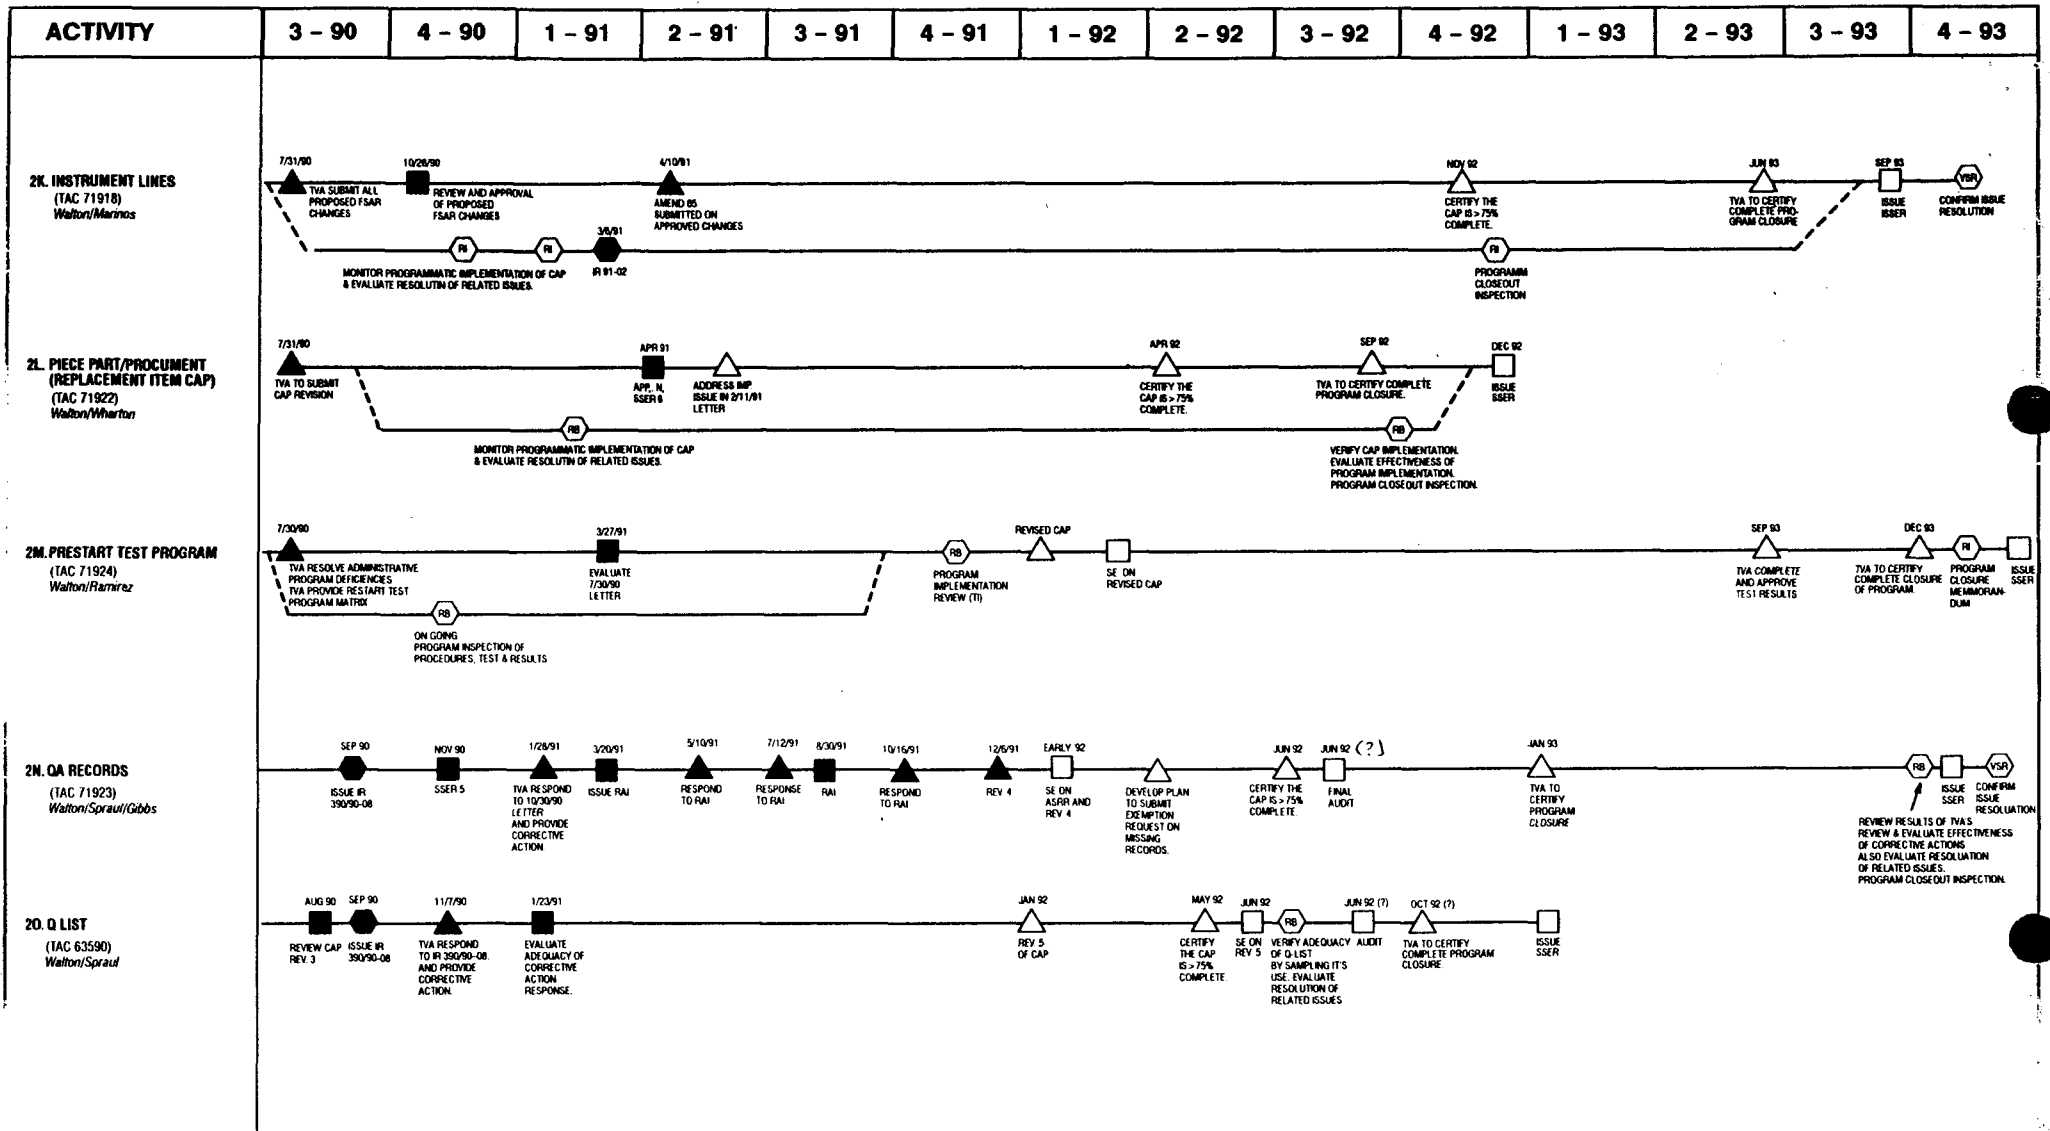 ACTIVITY 3 – 90 4 – 90 1 – 91 2 – 91 3 – 91 4 – 91 1 – 92 2 – 92 3 – 92 4 – 92 1 – 93 2 – 93 3 – 93 4 – 93
2K. INSTRUMENT LINES
(TAC 71918)
Walton/Marinos
7/31/90
TVA SUBMIT ALL
PROPOSED FSAR
CHANGES
10/26/90
REVIEW AND APPROVAL
OF PROPOSED
FSAR CHANGES
4/10/91
AMEND 65
SUBMITTED ON
APPROVED CHANGES
NOV 92
CERTIFY THE
CAP IS > 75%
COMPLETE.
JUN 93
TVA TO CERTIFY
COMPLETE PRO-
GRAM CLOSURE
SEP 93
ISSUE
ISSER
VSR
CONFIRM ISSUE
RESOLUTION
RI
RI
MONITOR PROGRAMMATIC IMPLEMENTATION OF CAP
& EVALUATE RESOLUTIN OF RELATED ISSUES.
3/6/91
IR 91-02
RI
PROGRAMM
CLOSEOUT
INSPECTION
2L. PIECE PART/PROCUMENT
(REPLACEMENT ITEM CAP)
(TAC 71922)
Walton/Wharton
7/31/90
TVA TO SUBMIT
CAP REVISION
APR 91
APP,. N,
SSER 6
ADDRESS IMP.
ISSUE IN 2/11/91
LETTER
APR 92
CERTIFY THE
CAP IS > 75%
COMPLETE.
SEP 92
TVA TO CERTIFY COMPLETE
PROGRAM CLOSURE.
DEC 92
ISSUE
SSER
RB
MONITOR PROGRAMMATIC IMPLEMENTATION OF CAP
& EVALUATE RESOLUTIN OF RELATED ISSUES.
RB
VERIFY CAP IMPLEMENTATION.
EVALUATE EFFECTIVENESS OF
PROGRAM IMPLEMENTATION.
PROGRAM CLOSEOUT INSPECTION.
2M. PRESTART TEST PROGRAM
(TAC 71924)
Walton/Ramirez
7/30/90
TVA RESOLVE ADMINISTRATIVE
PROGRAM DEFICIENCIES
TVA PROVIDE RESTART TEST
PROGRAM MATRIX
3/27/91
EVALUATE
7/30/90
LETTER
RB
PROGRAM
IMPLEMENTATION
REVIEW (TI)
REVISED CAP
SE ON
REVISED CAP
SEP 93
TVA COMPLETE
AND APPROVE
TEST RESULTS
DEC 93
TVA TO CERTIFY
COMPLETE CLOSURE
OF PROGRAM.
RI
PROGRAM
CLOSURE
MEMMORAN-
DUM
ISSUE
SSER
RB
ON GOING
PROGRAM INSPECTION OF
PROCEDURES, TEST & RESULTS
2N. QA RECORDS
(TAC 71923)
Walton/Spraul/Gibbs
SEP 90
ISSUE IR
390/90-08
NOV 90
SSER 5
1/28/91
TVA RESPOND
TO 10/30/90
LETTER
AND PROVIDE
CORRECTIVE
ACTION
3/20/91
ISSUE RAI
5/10/91
RESPOND
TO RAI
7/12/91
RESPONSE
TO RAI
8/30/91
RAI
10/16/91
RESPOND
TO RAI
12/6/91
REV 4
EARLY 92
SE ON
ASRR AND
REV 4
DEVELOP PLAN
TO SUBMIT
EXEMPTION
REQUEST ON
MISSING
RECORDS.
JUN 92
CERTIFY THE
CAP IS > 75%
COMPLETE.
JUN 92 (?)
FINAL
AUDIT
JAN 93
TVA TO
CERTIFY
PROGRAM
CLOSURE
RB
REVIEW RESULTS OF TVA'S
REVIEW & EVALUATE EFFECTIVENESS
OF CORRECTIVE ACTIONS
ALSO EVALUATE RESOLUATION
OF RELATED ISSUES.
PROGRAM CLOSEOUT INSPECTION.
ISSUE
SSER
VSR
CONFIRM
ISSUE
RESOLUATION
2O. Q LIST
(TAC 63590)
Walton/Spraul
AUG 90
REVIEW CAP
REV. 3
SEP 90
ISSUE IR
390/90-08
11/7/90
TVA RESPOND
TO IR 390/90-08.
AND PROVIDE
CORRECTIVE
ACTION.
1/23/91
EVALUATE
ADEQUACY OF
CORRECTIVE
ACTION
RESPONSE.
JAN 92
REV 5
OF CAP
MAY 92
CERTIFY
THE CAP
IS > 75%
COMPLETE.
JUN 92
SE ON
REV 5
RB
VERIFY ADEQUACY
OF Q-LIST
BY SAMPLING IT'S
USE. EVALUATE
RESOLUTION OF
RELATED ISSUES
JUN 92 (?)
AUDIT
OCT 92 (?)
TVA TO CERTIFY
COMPLETE PROGRAM
CLOSURE.
ISSUE
SSER